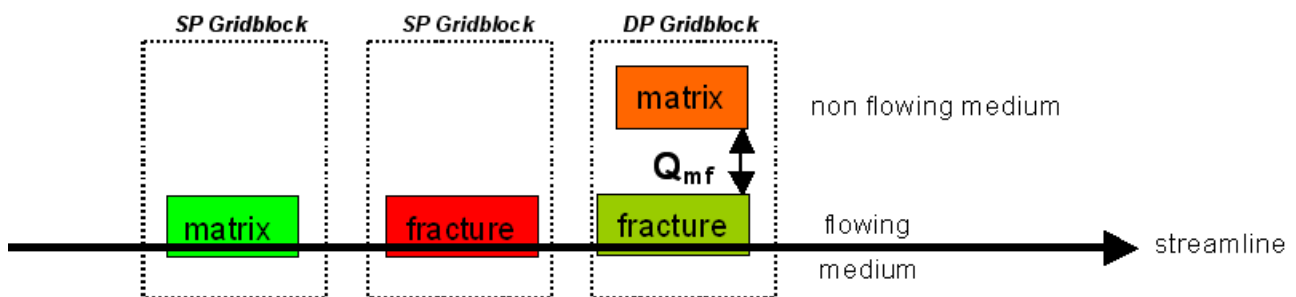 SP Gridblock
SP Gridblock
DP Gridblock
matrix
non flowing medium
Qmf
matrix
fracture
fracture
flowing
medium
streamline